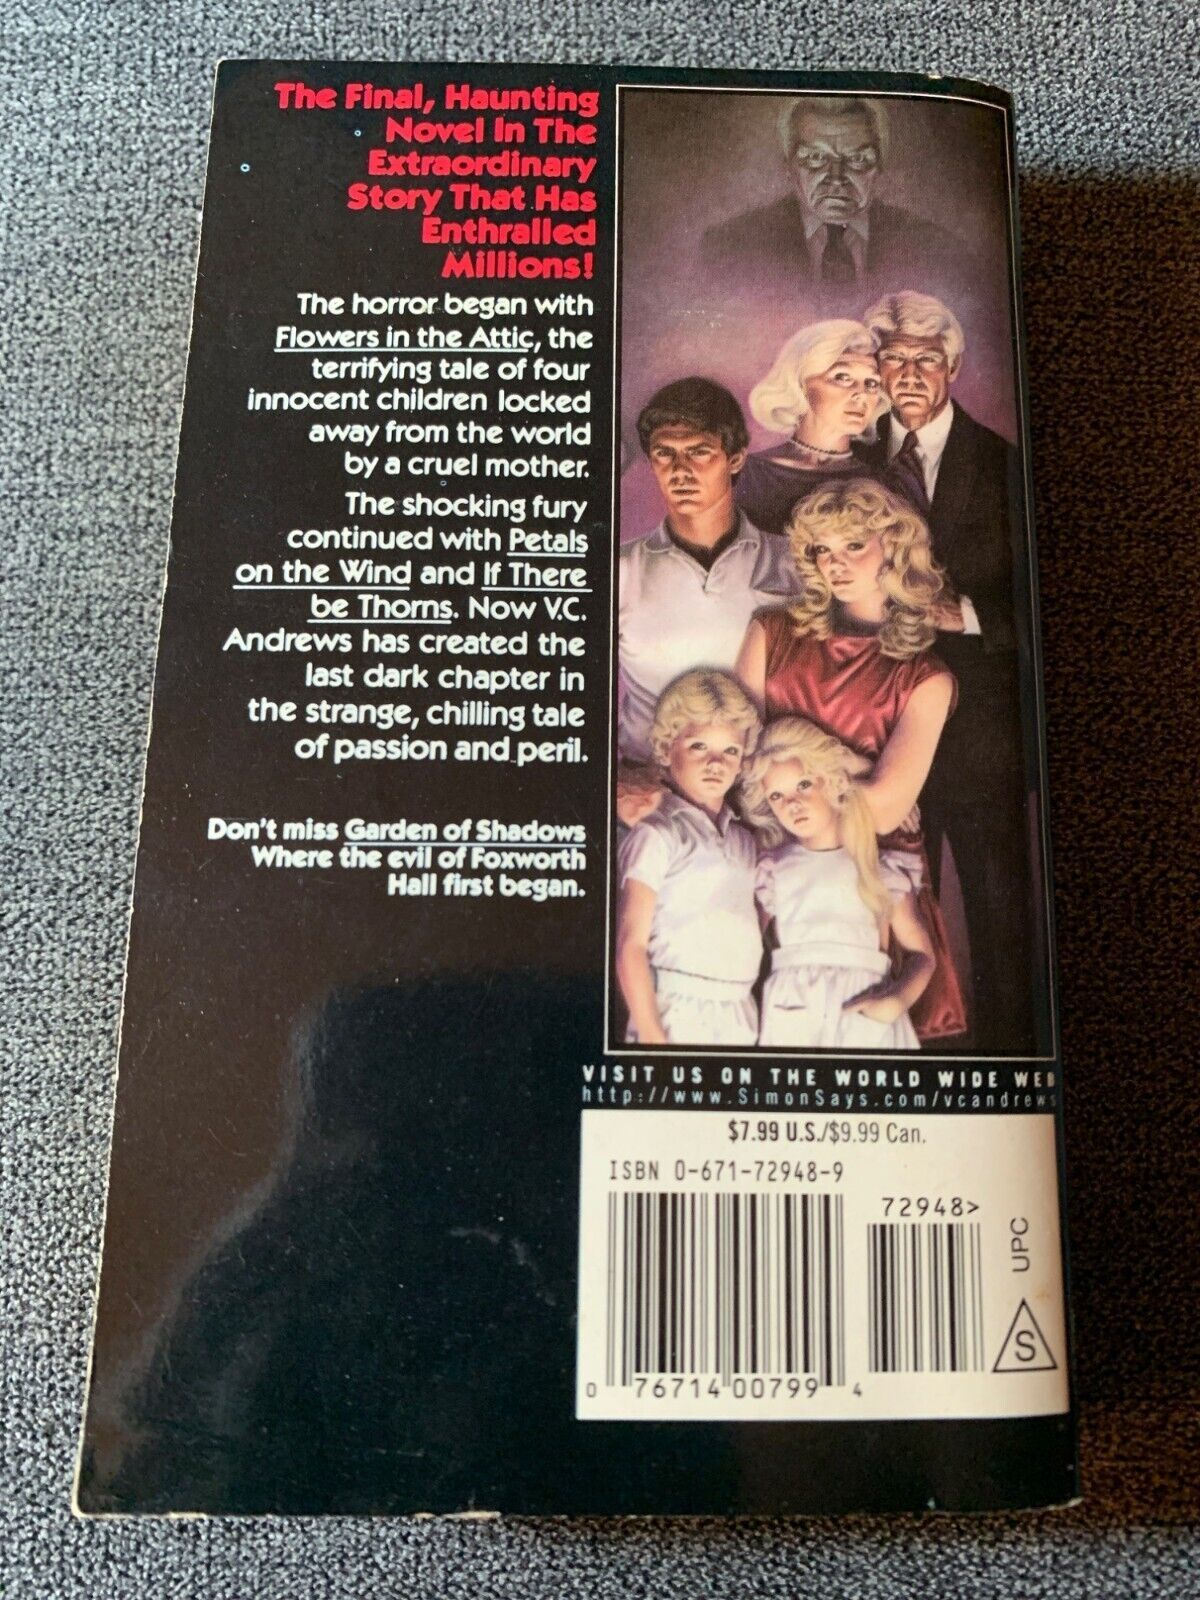 The Final, Haunting
Novel In The
Extraordinary
Story That Has
Enthralled
Millions!
The horror began with
Flowers in the Attic, the
terrifying tale of four
innocent children locked
away from the world
by a cruel mother.
The shocking fury
continued with Petals
on the Wind and If There
be Thorns. Now V.C.
Andrews has created the
last dark chapter in
the strange, chilling tale
of passion and peril.
Don't miss Garden of Shadows
Where the evil of Foxworth
Hall first began.
VISIT US ON THE WORLD WIDE WEB
http://www.SimonSays.com/vcandrews
$7.99 U.S./$9.99 Can.
ISBN 0-671-72948-9
72948>
UPC
S
0 76714 00799 4